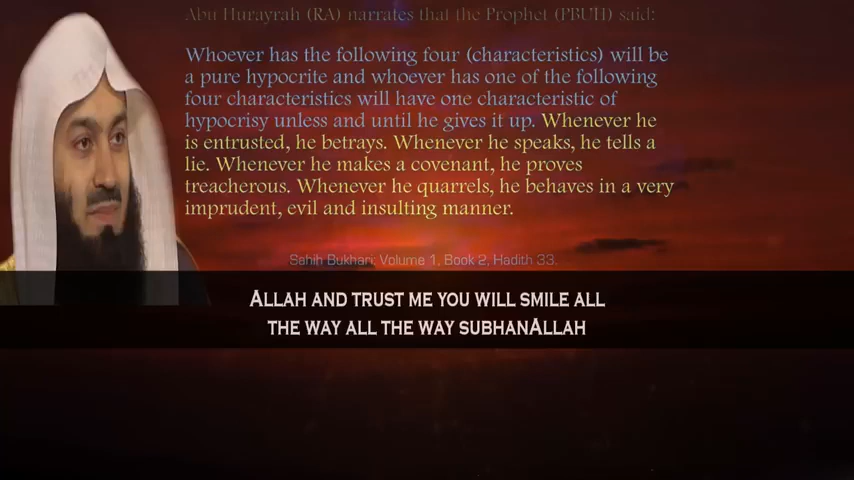 Abu Hurayrah (RA) narrates that the Prophet (PBUH) said:
Whoever has the following four (characteristics) will be
a pure hypocrite and whoever has one of the following
four characteristics will have one characteristic of
hypocrisy unless and until he gives it up. Whenever he
is entrusted, he betrays. Whenever he speaks, he tells a
lie. Whenever he makes a covenant, he proves
treacherous. Whenever he quarrels, he behaves in a very
imprudent, evil and insulting manner.
Sahih Bukhari: Volume 1, Book 2, Hadith 33.
ALLAH AND TRUST ME YOU WILL SMILE ALL
THE WAY ALL THE WAY SUBHANALLAH